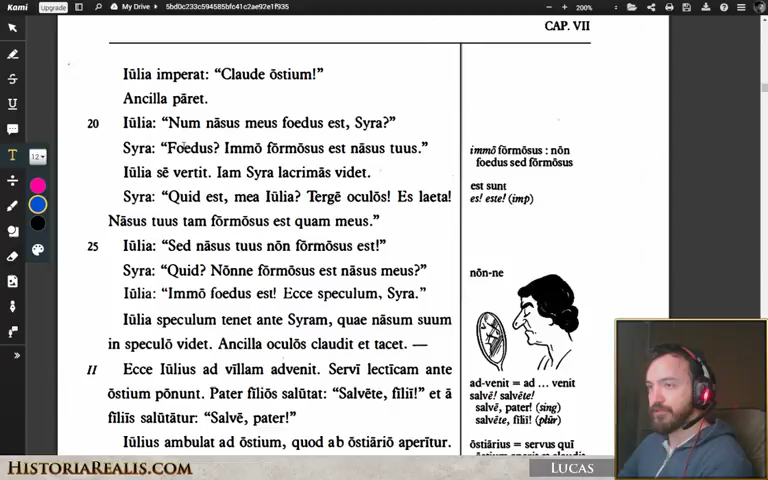 Kami
Upgrade
My Drive
5bd0c233c594585bfc41c2ae92e1f935
200%
CAP. VII
Iūlia imperat: “Claude ōstium!”
Ancilla pāret.
20 Iūlia: “Num nāsus meus foedus est, Syra?”
Syra: “Foedus? Immō fōrmōsus est nāsus tuus.”
immō fōrmōsus : nōn
foedus sed fōrmōsus
Iūlia sē vertit. Iam Syra lacrimās videt.
est sunt
Syra: “Quid est, mea Iūlia? Tergē oculōs! Es laeta!
es! este! (imp)
Nāsus tuus tam fōrmōsus est quam meus.”
25 Iūlia: “Sed nāsus tuus nōn fōrmōsus est!”
Syra: “Quid? Nōnne fōrmōsus est nāsus meus?”
nōn-ne
Iūlia: “Immō foedus est! Ecce speculum, Syra.”
Iūlia speculum tenet ante Syram, quae nāsum suum
in speculō videt. Ancilla oculōs claudit et tacet. —
II Ecce Iūlius ad vīllam advenit. Servī lectīcam ante
ōstium pōnunt. Pater fīliōs salūtat: “Salvēte, fīliī!” et ā
fīliīs salūtātur: “Salvē, pater!”
ad-venit = ad ... venit
salvē! salvēte!
salvē, pater! (sing)
salvēte, fīliī! (plūr)
Iūlius ambulat ad ōstium, quod ab ōstiāriō aperītur.
ōstiārius = servus quī
12
HISTORIAREALIS.COM
LUCAS